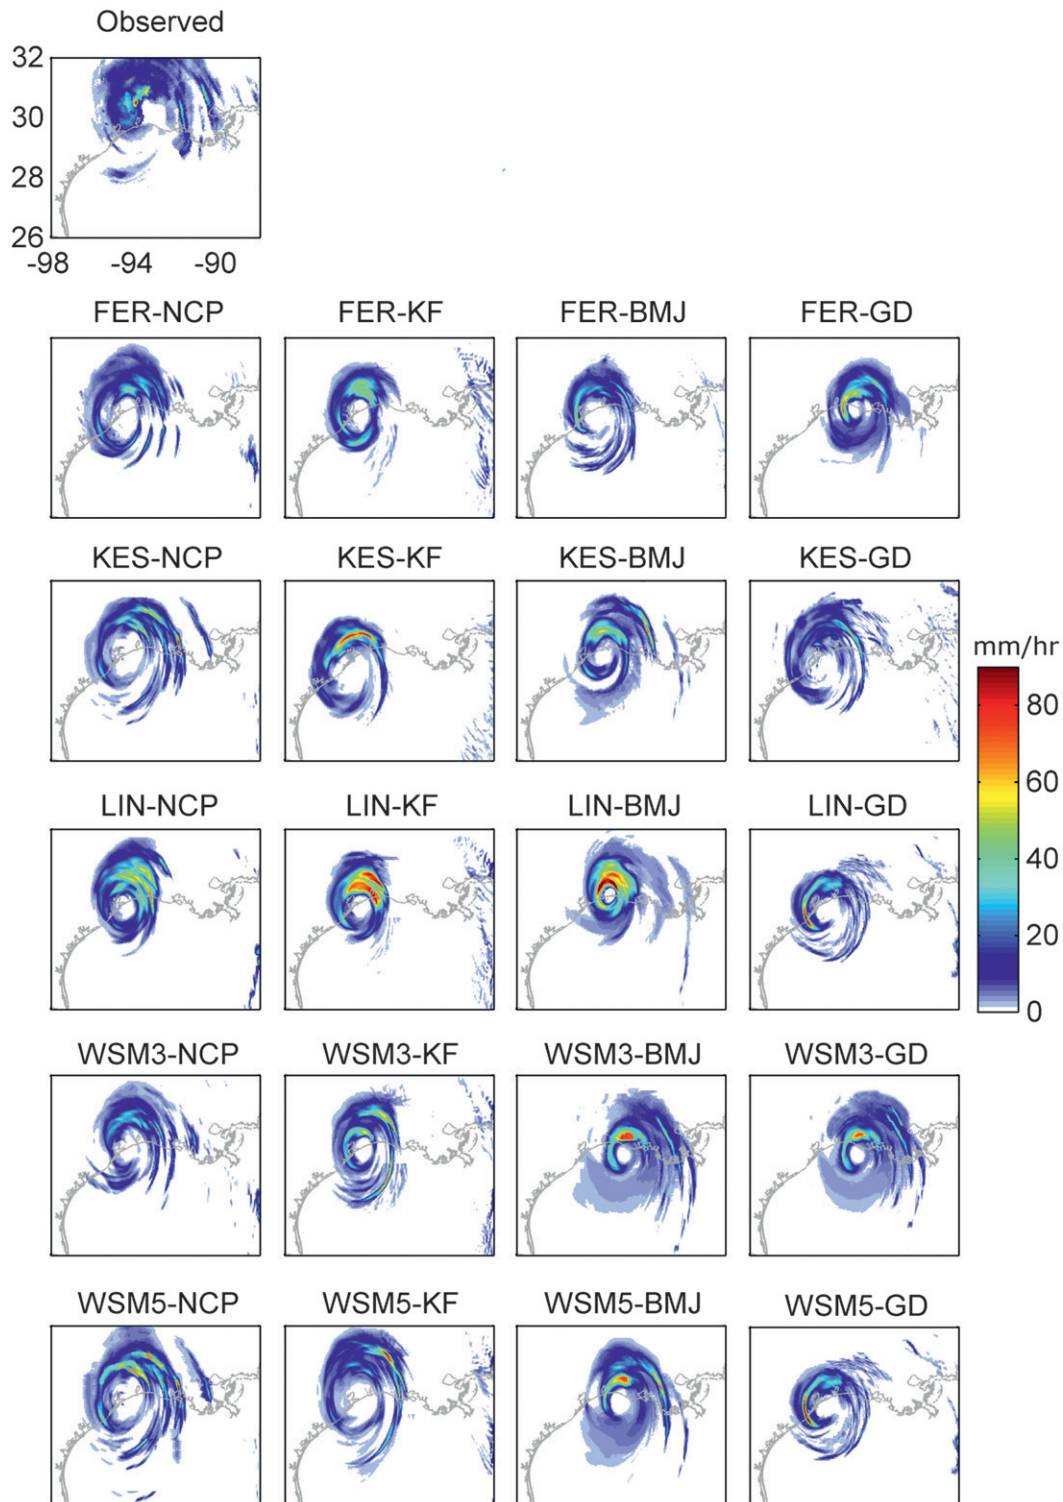 Observed
32
30
28
26
-98 -94 -90
FER-NCP FER-KF FER-BMJ FER-GD
KES-NCP KES-KF KES-BMJ KES-GD
mm/hr
80
60
40
20
0
LIN-NCP LIN-KF LIN-BMJ LIN-GD
WSM3-NCP WSM3-KF WSM3-BMJ WSM3-GD
WSM5-NCP WSM5-KF WSM5-BMJ WSM5-GD